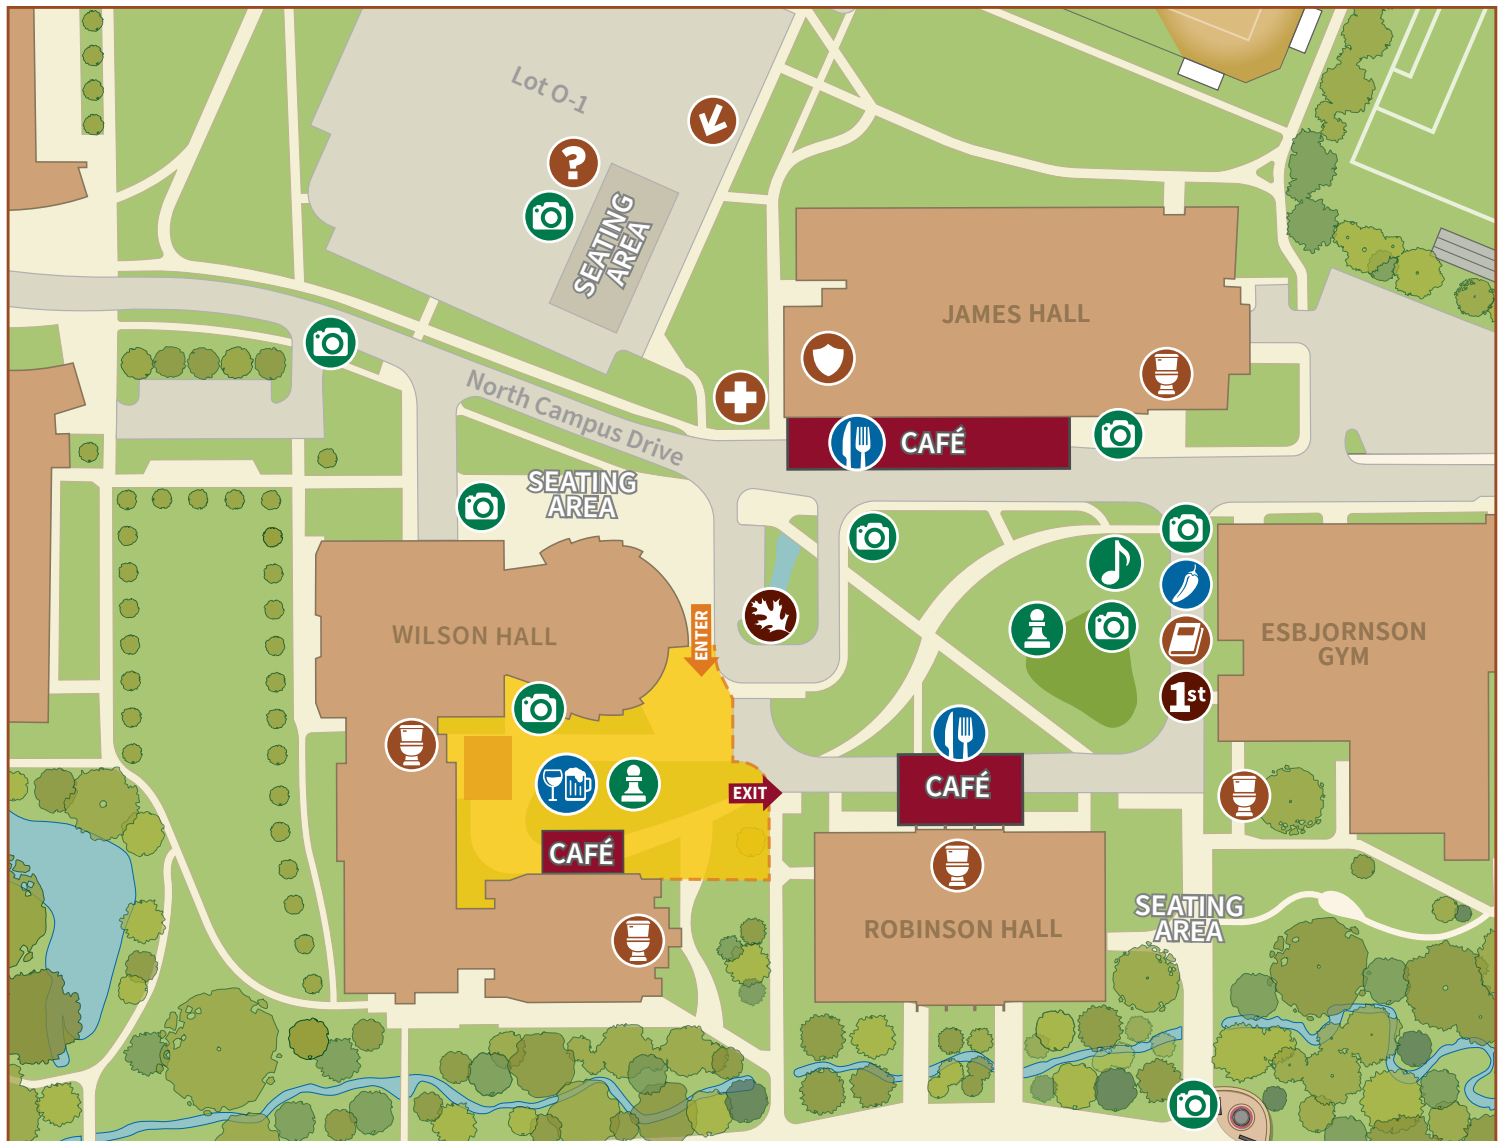 Lot O-1
?
SEATING
AREA
JAMES HALL
North Campus Drive
CAFÉ
SEATING
AREA
WILSON HALL
ENTER
ESBJORNSON
GYM
1st
EXIT
CAFÉ
CAFÉ
SEATING
AREA
ROBINSON HALL